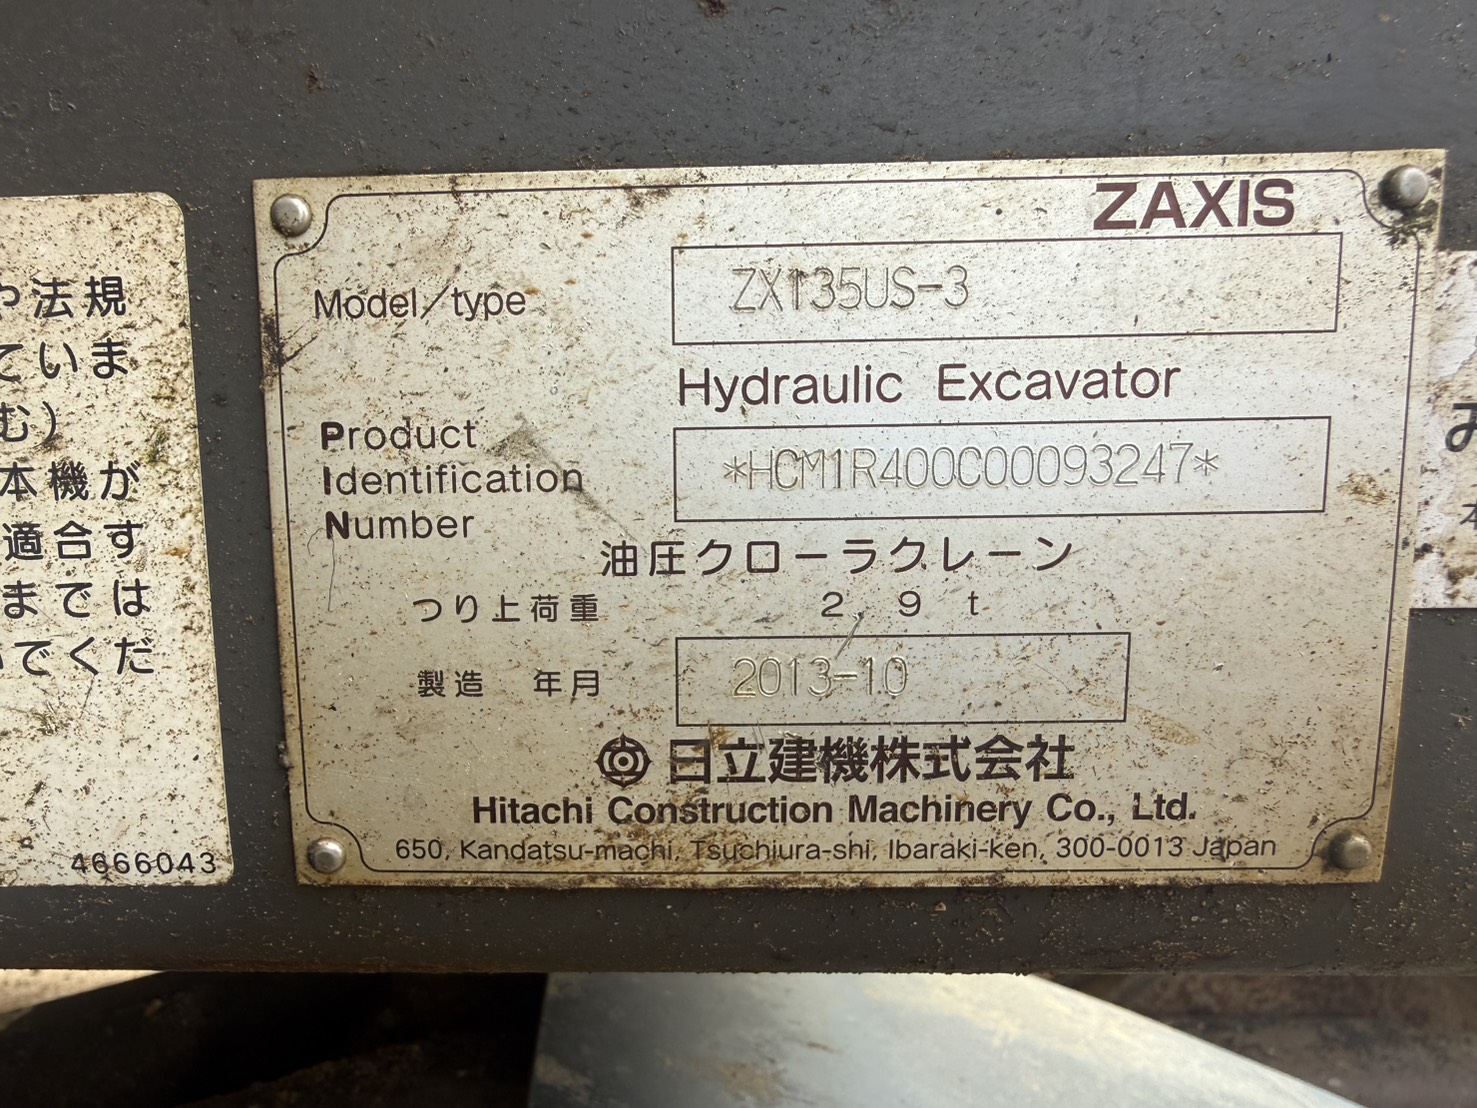 や法規
ていま
む）
本機が
適合す
までは
いでくだ
4666043
ZAXIS
Model/type ZX135US-3
Hydraulic Excavator
Product
Identification *HCM1R400C00093247*
Number
油圧クローラクレーン
つり上荷重 2.9 t
製造 年月 2013-10
日立建機株式会社
Hitachi Construction Machinery Co., Ltd.
650, Kandatsu-machi, Tsuchiura-shi, Ibaraki-ken, 300-0013 Japan
み